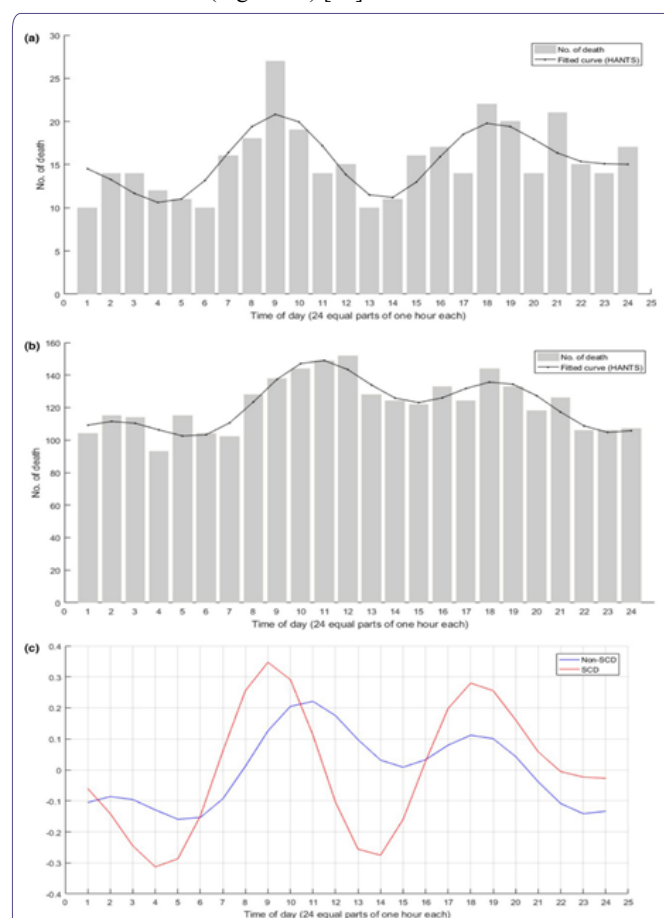 (a)
30
25
20
15
10
5
0
No. of death
No. of death
Fitted curve (HANTS)
0 1 2 3 4 5 6 7 8 9 10 11 12 13 14 15 16 17 18 19 20 21 22 23 24 25
Time of day (24 equal parts of one hour each)
(b)
160
140
120
100
80
60
40
20
0
No. of death
No. of death
Fitted curve (HANTS)
1 2 3 4 5 6 7 8 9 10 11 12 13 14 15 16 17 18 19 20 21 22 23 24
Time of day (24 equal parts of one hour each)
(c)
0.4
0.3
0.2
0.1
0
-0.1
-0.2
-0.3
-0.4
Non-SCD
SCD
0 1 2 3 4 5 6 7 8 9 10 11 12 13 14 15 16 17 18 19 20 21 22 23 24 25
Time of day (24 equal parts of one hour each)